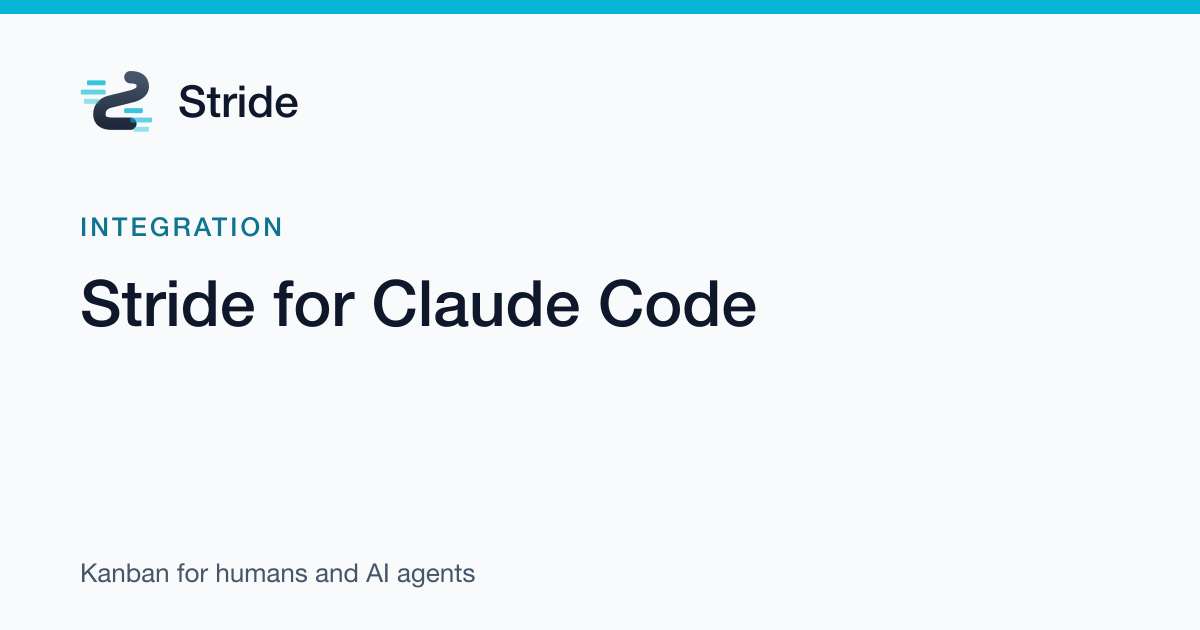 Stride
INTEGRATION
Stride for Claude Code
Kanban for humans and AI agents